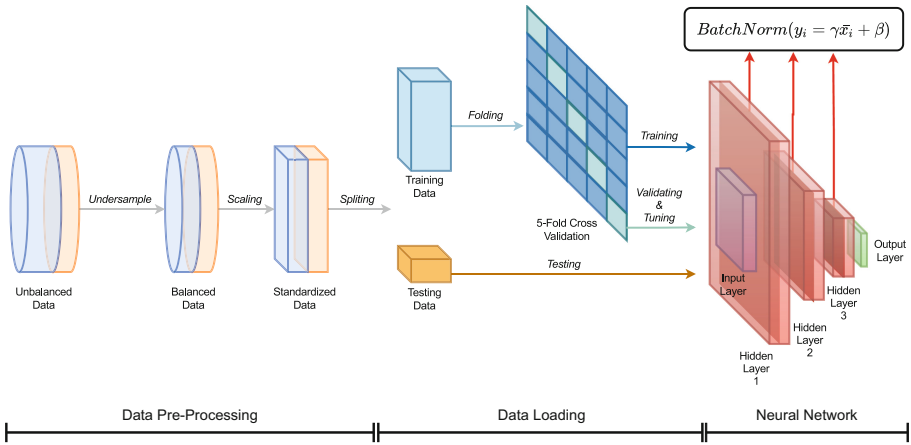 BatchNorm(y_i = γx̄_i + β)
Undersample
Scaling
Spliting
Folding
Training
Validating
&
Tuning
Testing
Unbalanced
Data
Balanced
Data
Standardized
Data
Training
Data
Testing
Data
5-Fold Cross
Validation
Input
Layer
Hidden
Layer
1
Hidden
Layer
2
Hidden
Layer
3
Output
Layer
Data Pre-Processing
Data Loading
Neural Network